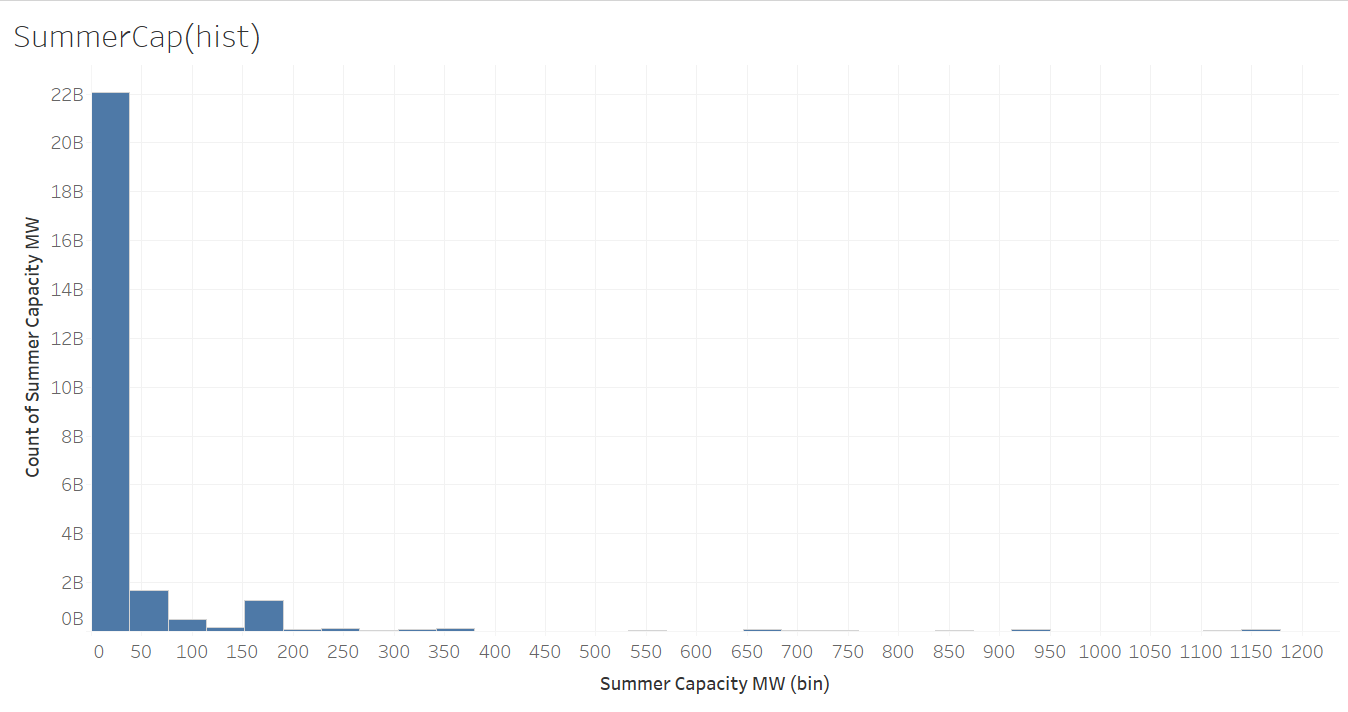 SummerCap(hist)
22B
20B
18B
16B
14B
12B
10B
8B
6B
4B
2B
0B
Count of Summer Capacity MW
0 50 100 150 200 250 300 350 400 450 500 550 600 650 700 750 800 850 900 950 1000 1050 1100 1150 1200
Summer Capacity MW (bin)